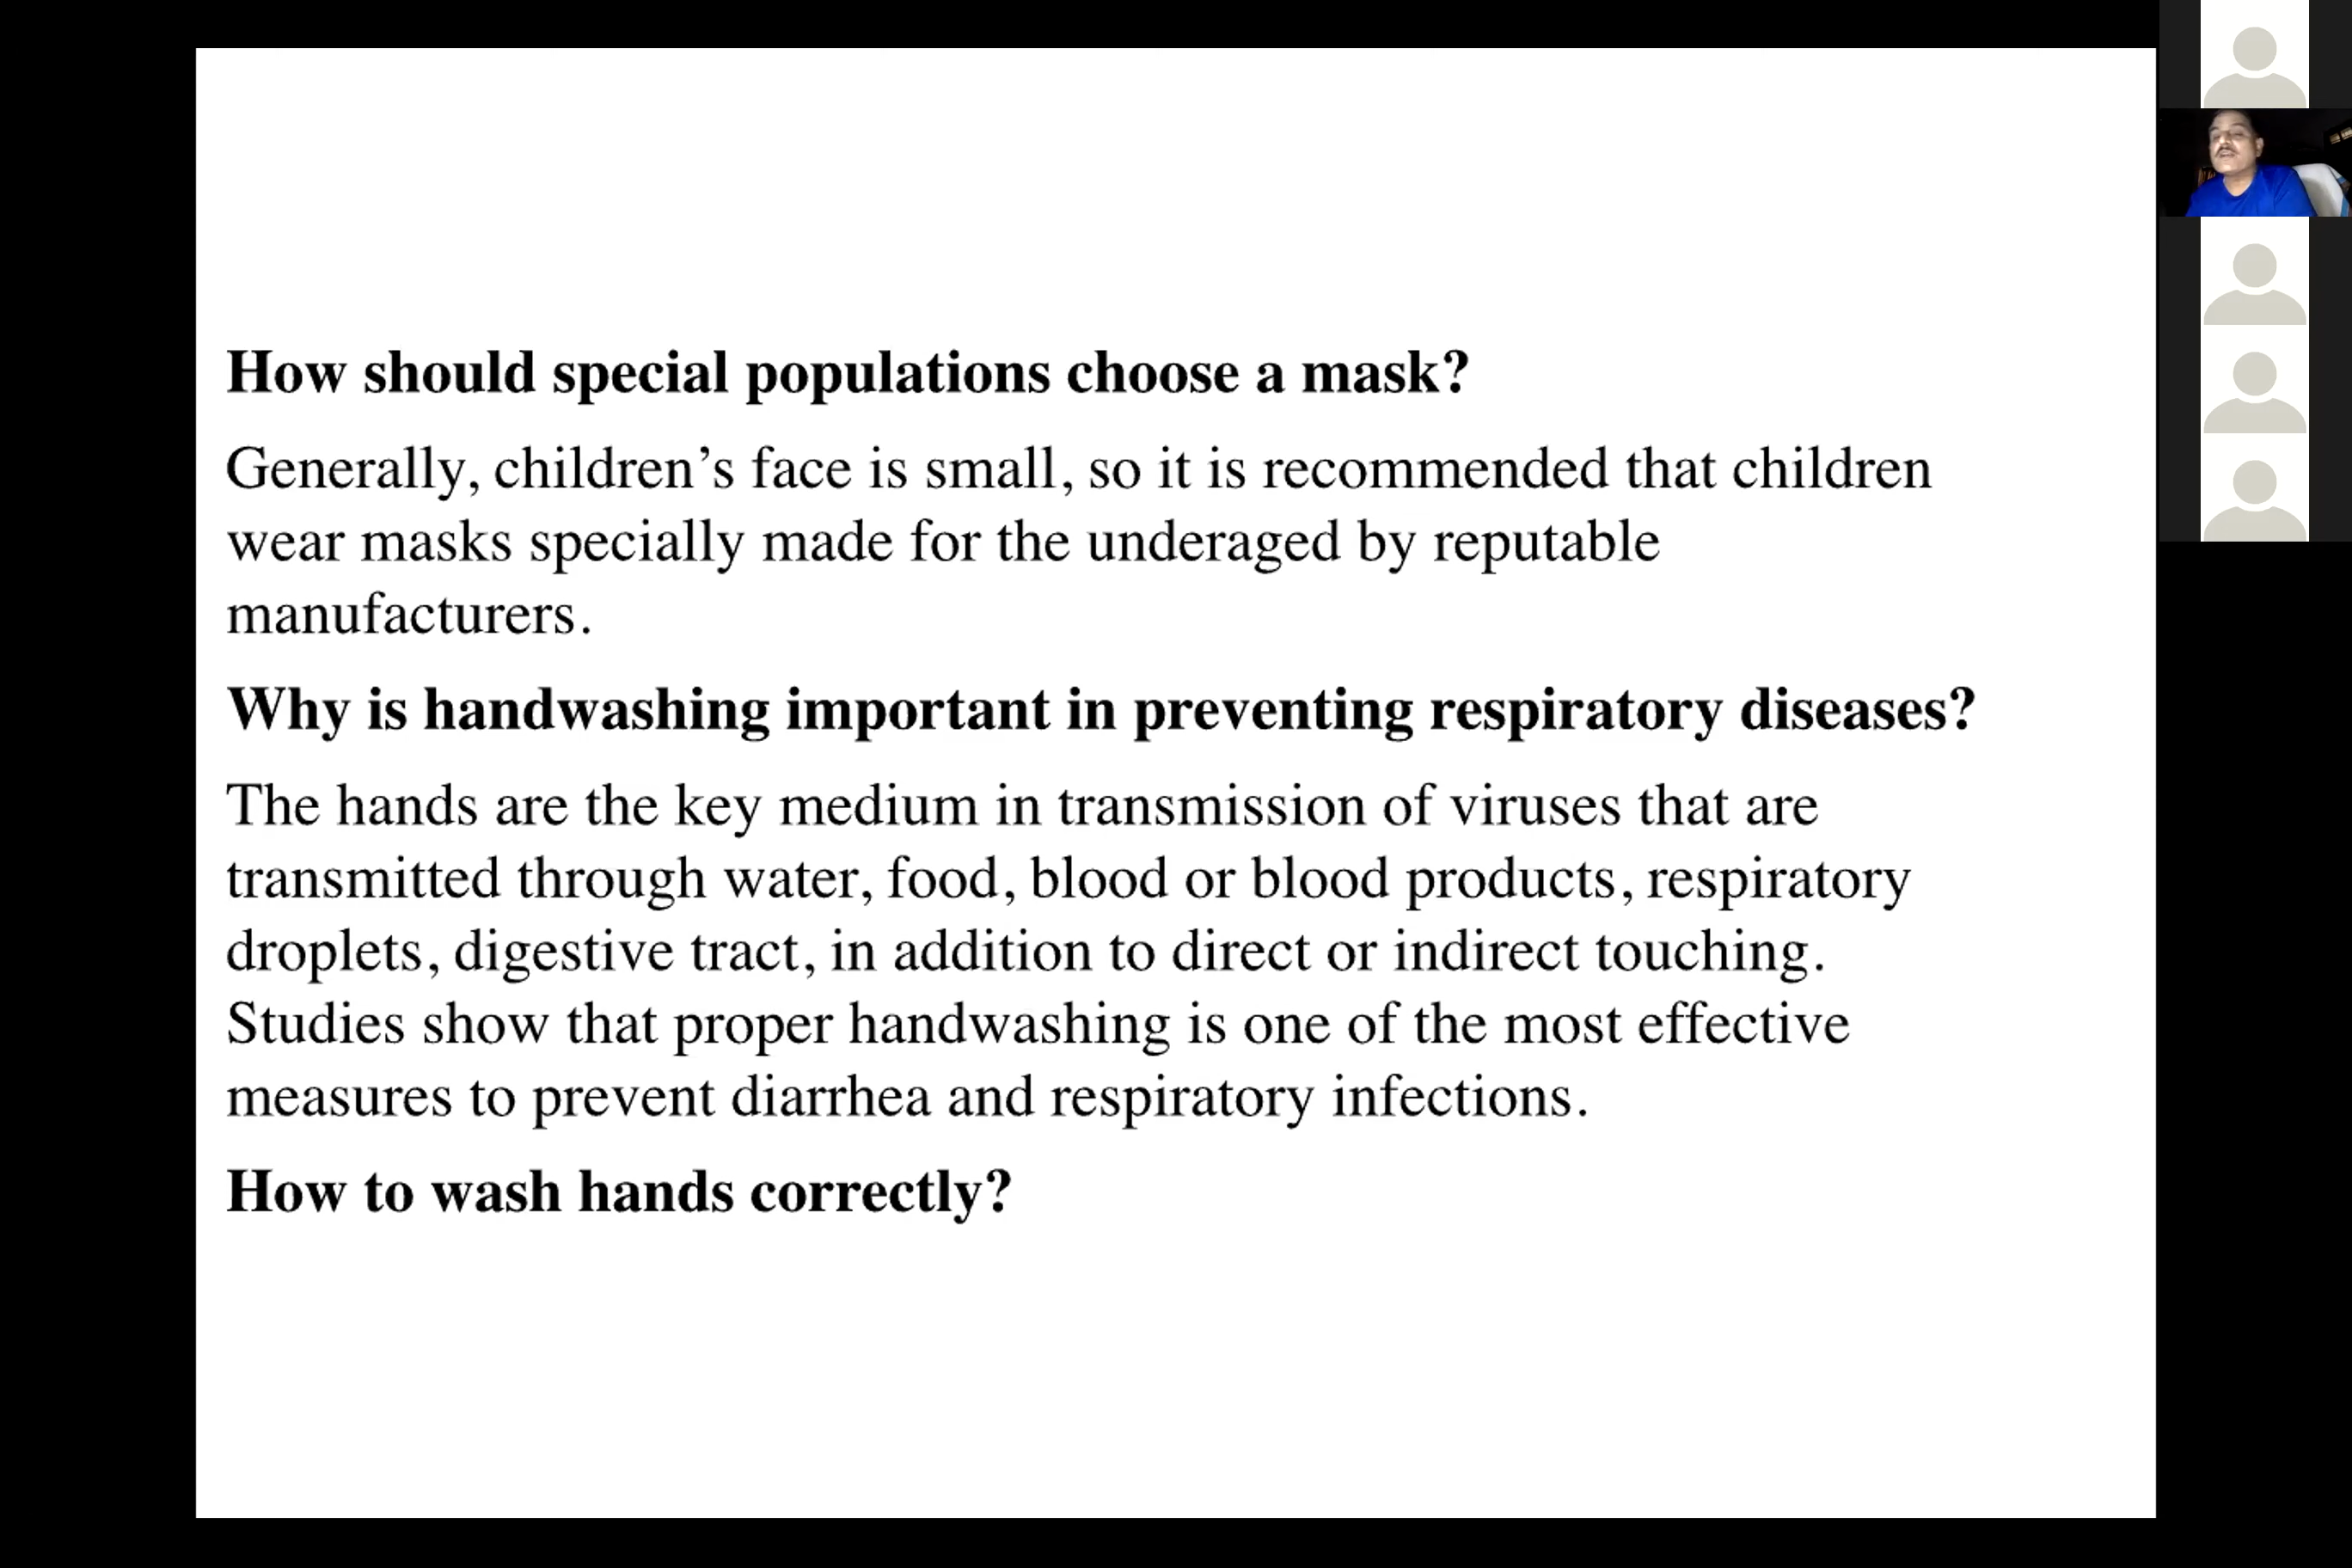 How should special populations choose a mask?
Generally, children’s face is small, so it is recommended that children
wear masks specially made for the underaged by reputable
manufacturers.
Why is handwashing important in preventing respiratory diseases?
The hands are the key medium in transmission of viruses that are
transmitted through water, food, blood or blood products, respiratory
droplets, digestive tract, in addition to direct or indirect touching.
Studies show that proper handwashing is one of the most effective
measures to prevent diarrhea and respiratory infections.
How to wash hands correctly?